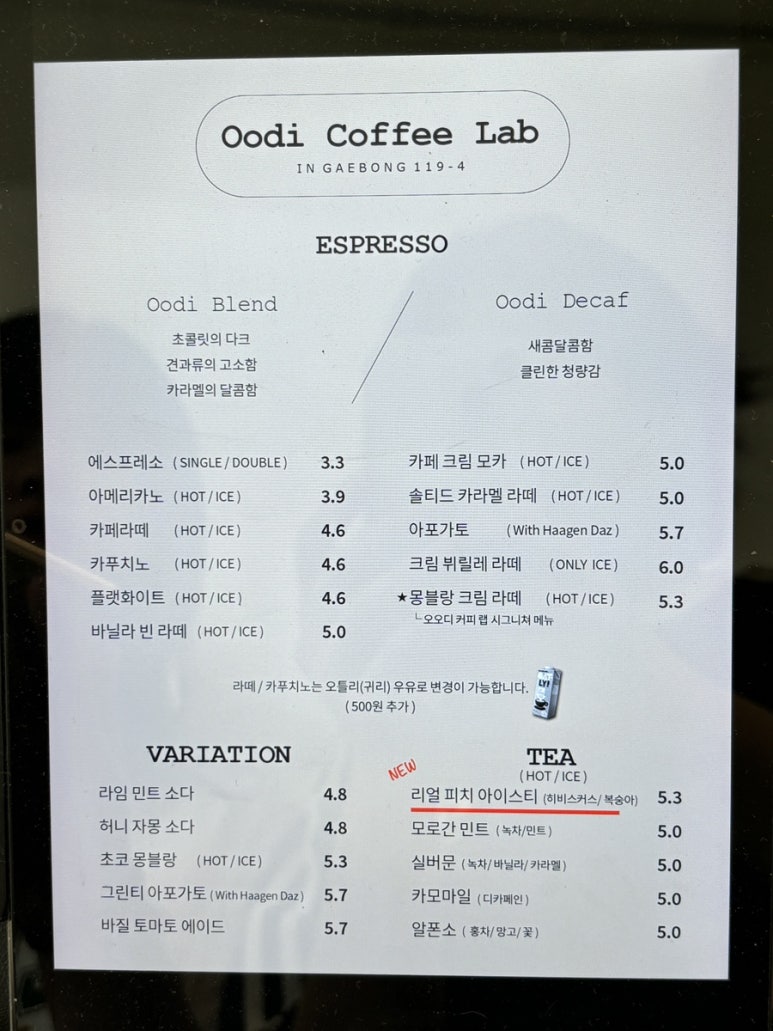 Oodi Coffee Lab
IN GAEBONG 119-4
ESPRESSO
Oodi Blend
초콜릿의 다크
견과류의 고소함
카라멜의 달콤함
Oodi Decaf
새콤달콤함
클린한 청량감
에스프레소 (SINGLE / DOUBLE) 3.3
아메리카노 (HOT / ICE) 3.9
카페라떼 (HOT / ICE) 4.6
카푸치노 (HOT / ICE) 4.6
플랫화이트 (HOT / ICE) 4.6
바닐라 빈 라떼 (HOT / ICE) 5.0
카페 크림 모카 (HOT / ICE) 5.0
솔티드 카라멜 라떼 (HOT / ICE) 5.0
아포가토 (With Haagen Daz) 5.7
크림 뷔릴레 라떼 (ONLY ICE) 6.0
★몽블랑 크림 라떼 (HOT / ICE) 5.3
└오오디 커피 랩 시그니쳐 메뉴
라떼 / 카푸치노는 오틀리(귀리) 우유로 변경이 가능합니다.
(500원 추가)
VARIATION
라임 민트 소다 4.8
허니 자몽 소다 4.8
초코 몽블랑 (HOT / ICE) 5.3
그린티 아포가토 (With Haagen Daz) 5.7
바질 토마토 에이드 5.7
TEA
(HOT / ICE)
NEW
리얼 피치 아이스티 (히비스커스/ 복숭아) 5.3
모로간 민트 (녹차/민트) 5.0
실버문 (녹차/ 바닐라/ 카라멜) 5.0
카모마일 (디카페인) 5.0
알폰소 (홍차/ 망고/ 꽃) 5.0